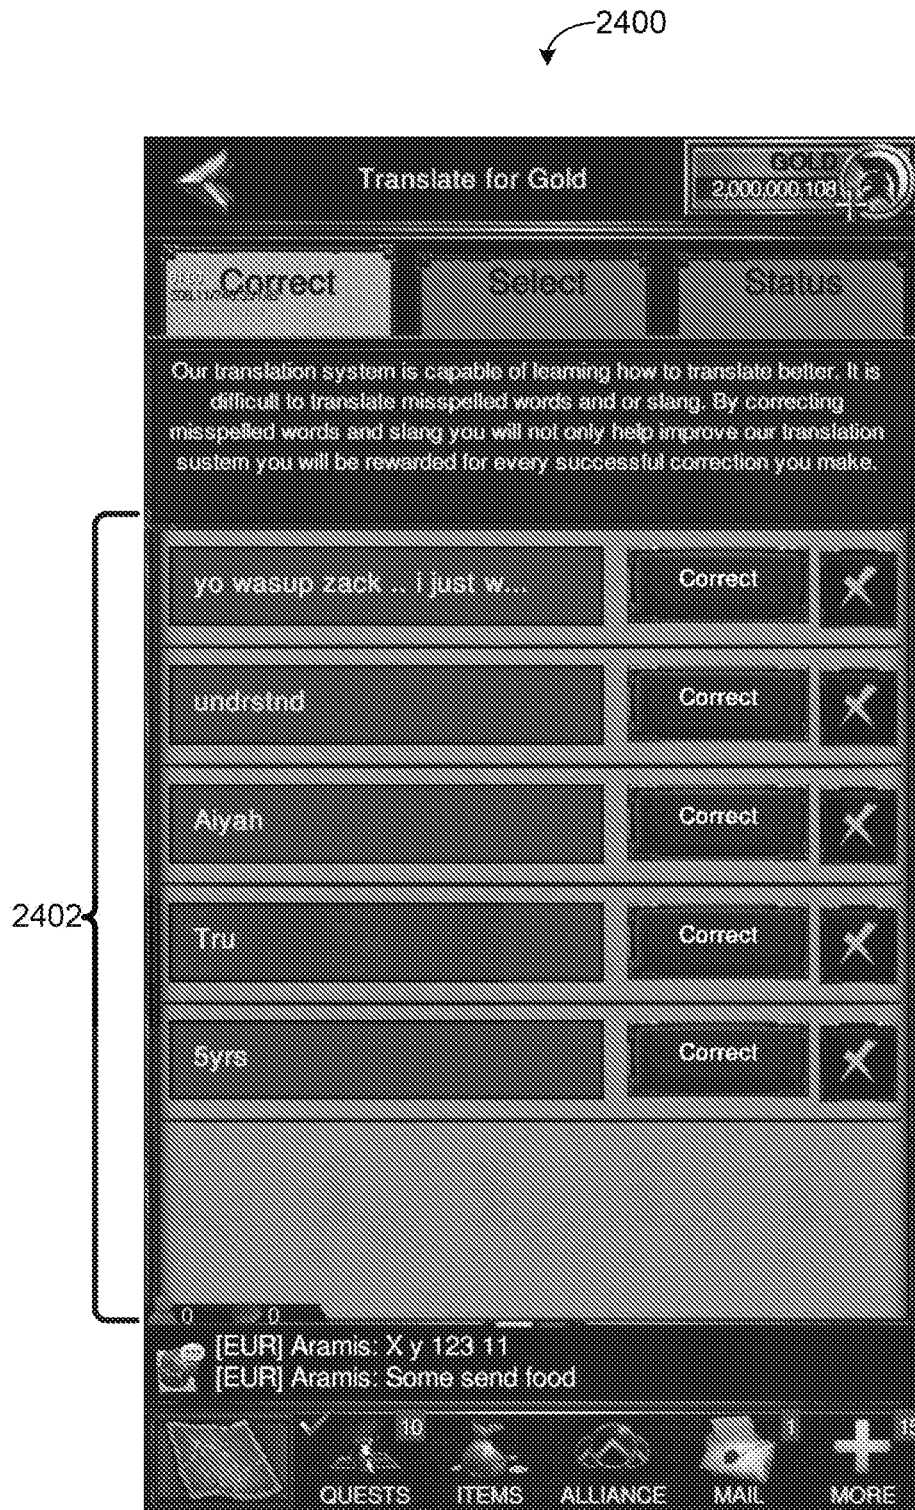 2400
Translate for Gold
GOLD
2,000,000,108
Correct
Select
Status
Our translation system is capable of learning how to translate better. It is
difficult to translate misspelled words and or slang. By correcting
misspelled words and slang you will not only help improve our translation
sustem you will be rewarded for every successful correction you make.
yo wasup zack... i just w...
Correct
undrstnd
Correct
Aiyah
Correct
2402
Tru
Correct
5yrs
Correct
0
0
[EUR] Aramis: X y 123 11
[EUR] Aramis: Some send food
10
1
QUESTS
ITEMS
ALLIANCE
MAIL
MORE